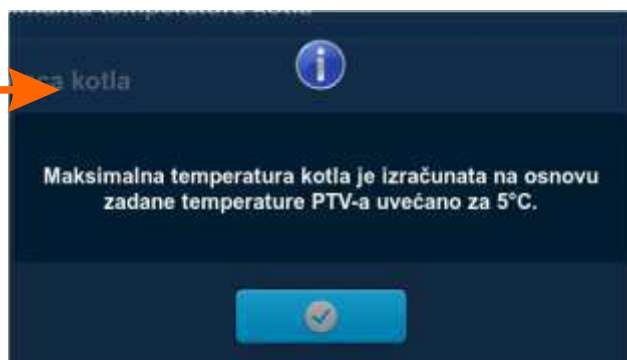 kotla
Maksimalna temperatura kotla je izračunata na osnovu
zadane temperature PTV-a uvećano za 5°C.